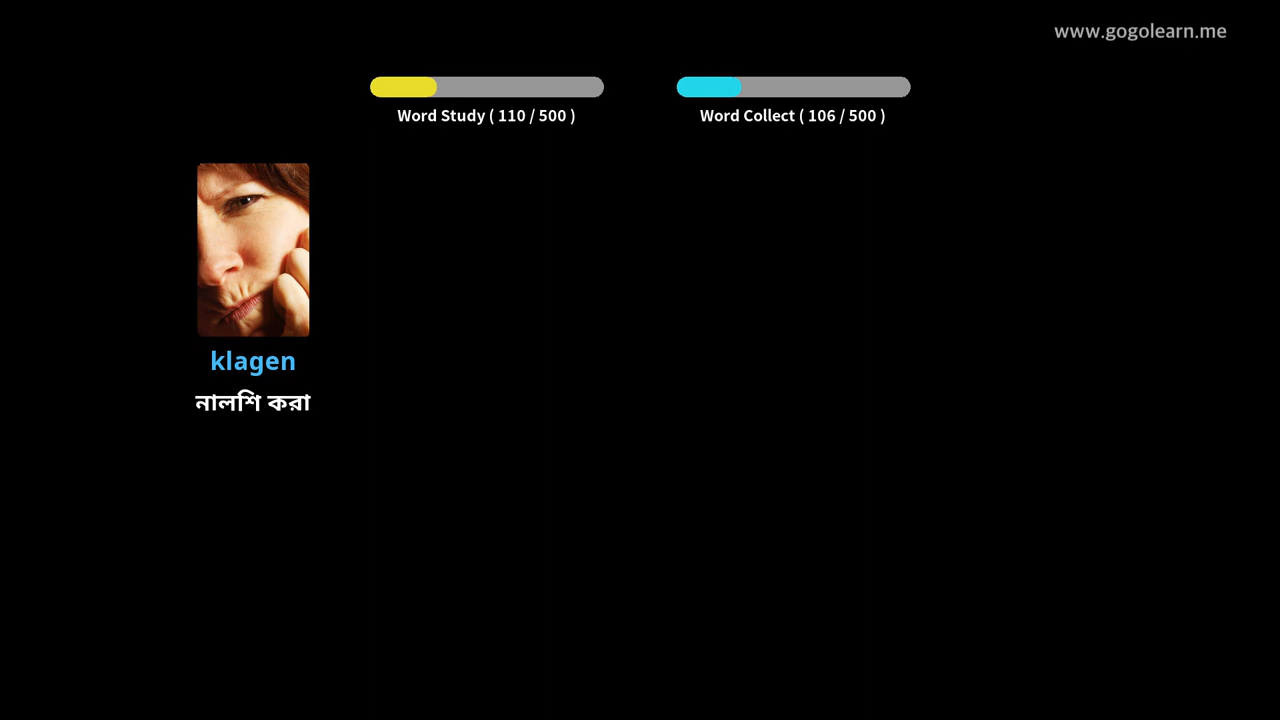 www.gogolearn.me
Word Study ( 110 / 500 )
Word Collect ( 106 / 500 )
klagen
নালশি করা